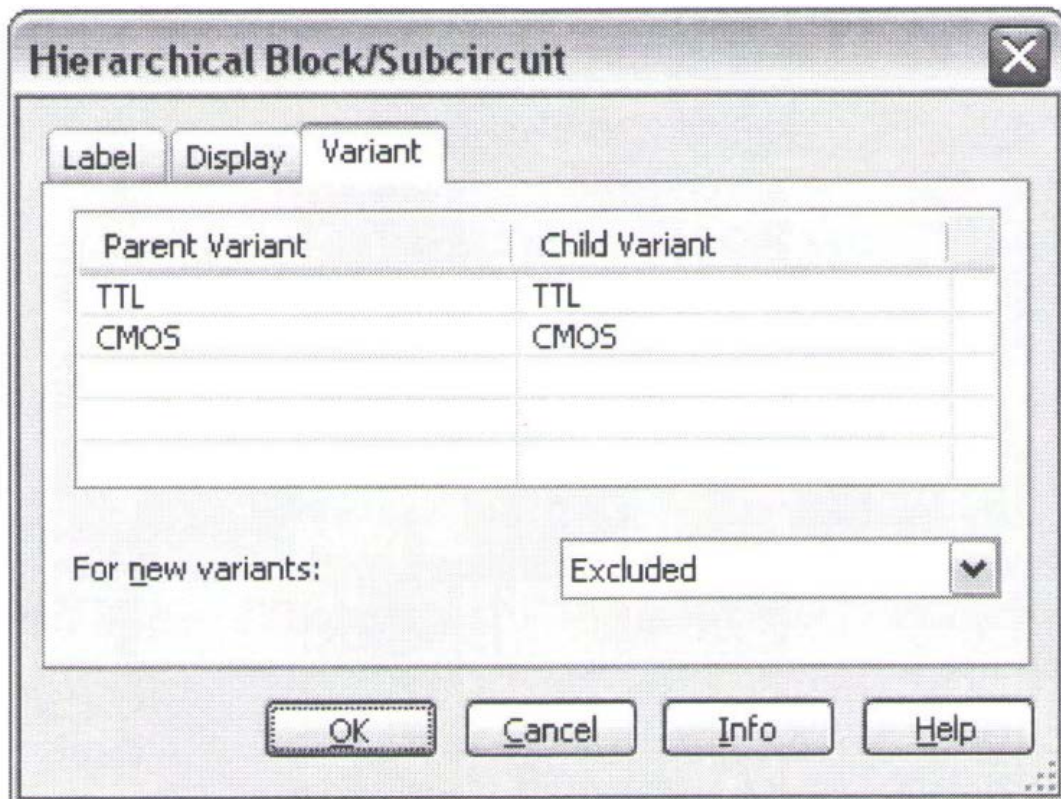 Hierarchical Block/Subcircuit
Label Display Variant
Parent Variant Child Variant
TTL TTL
CMOS CMOS
For new variants: Excluded
OK Cancel Info Help